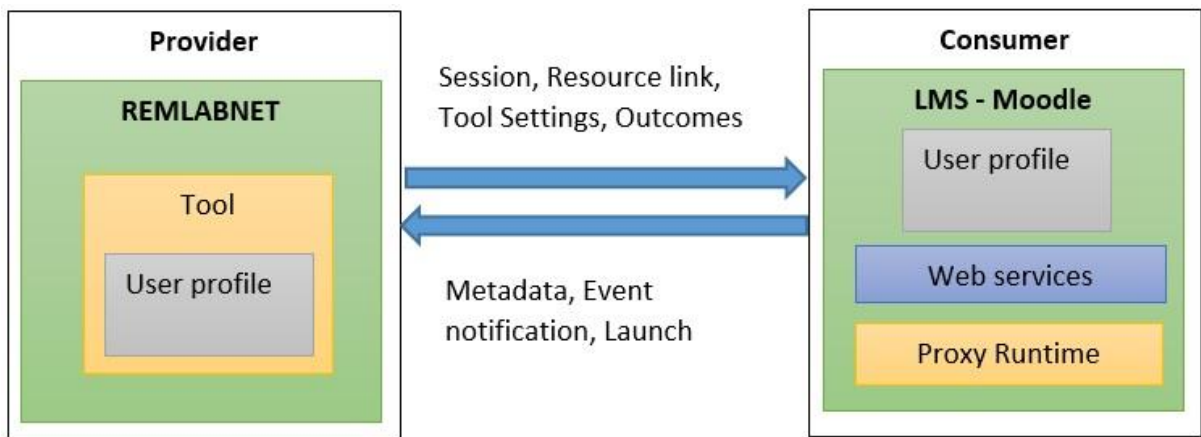 Provider
REMLABNET
Tool
User profile
Session, Resource link,
Tool Settings, Outcomes
Metadata, Event
notification, Launch
Consumer
LMS - Moodle
User profile
Web services
Proxy Runtime